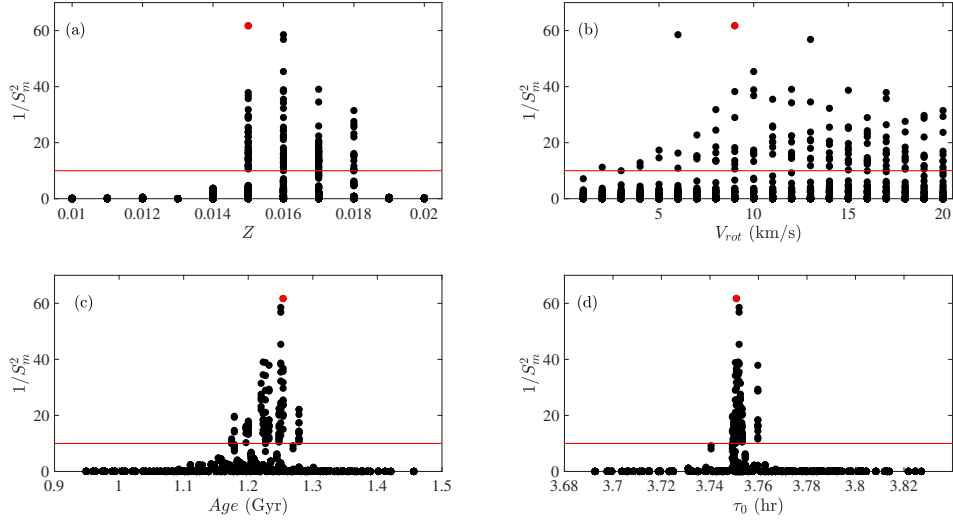 (a)
60
40
20
0
1/S_m^2
0.01 0.012 0.014 0.016 0.018 0.02
Z
(b)
60
40
20
0
1/S_m^2
5 10 15 20
V_rot (km/s)
(c)
60
40
20
0
1/S_m^2
0.9 1 1.1 1.2 1.3 1.4 1.5
Age (Gyr)
(d)
60
40
20
0
1/S_m^2
3.68 3.7 3.72 3.74 3.76 3.78 3.8 3.82
τ_0 (hr)